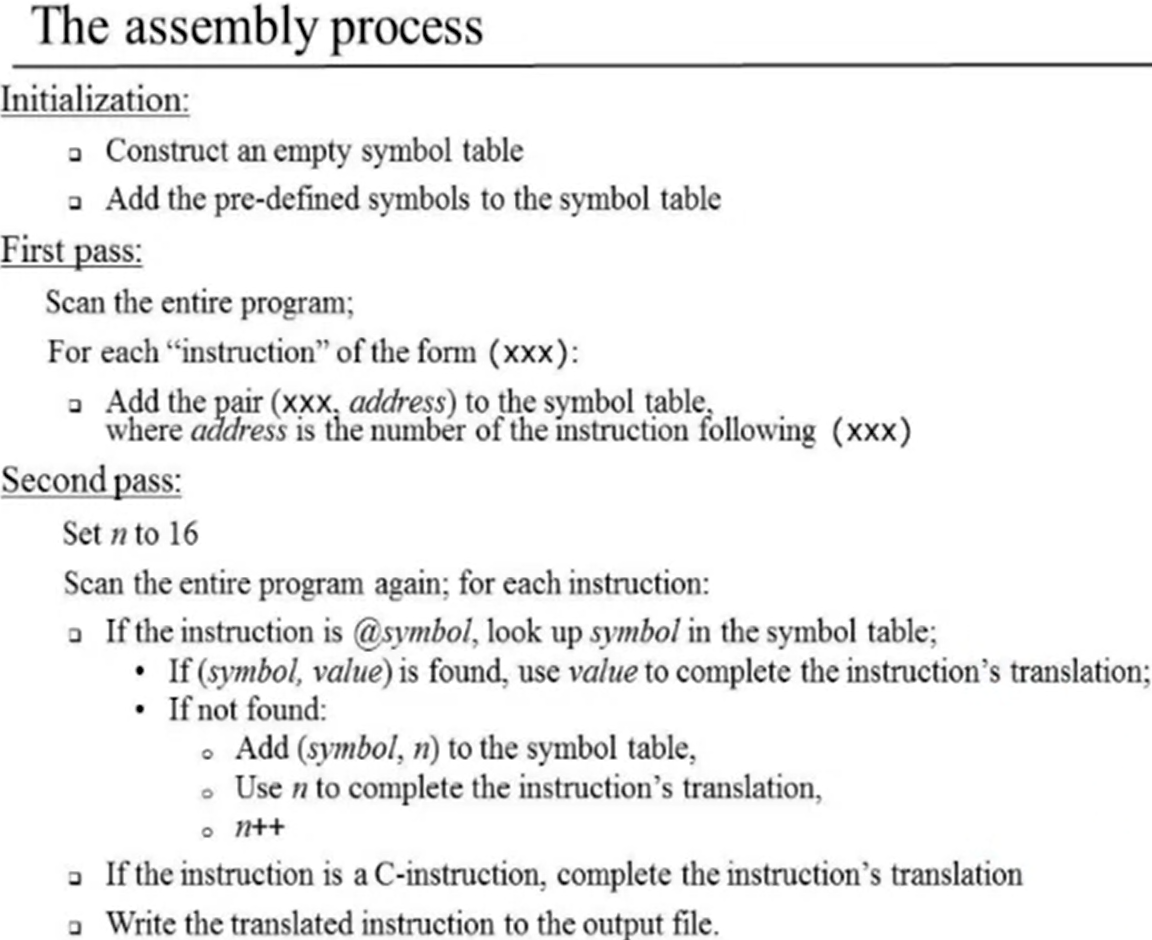 The assembly process
Initialization:
❑ Construct an empty symbol table
❑ Add the pre-defined symbols to the symbol table
First pass:
Scan the entire program;
For each “instruction” of the form (xxx):
❑ Add the pair (xxx, address) to the symbol table,
where address is the number of the instruction following (xxx)
Second pass:
Set n to 16
Scan the entire program again; for each instruction:
❑ If the instruction is @symbol, look up symbol in the symbol table;
• If (symbol, value) is found, use value to complete the instruction’s translation;
• If not found:
○ Add (symbol, n) to the symbol table,
○ Use n to complete the instruction’s translation,
○ n++
❑ If the instruction is a C-instruction, complete the instruction’s translation
❑ Write the translated instruction to the output file.